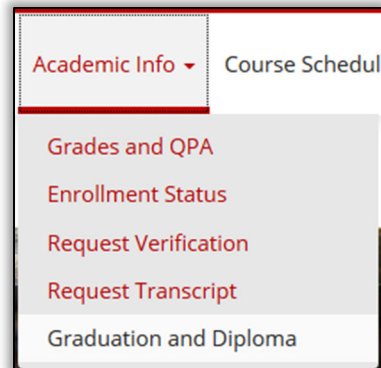 Academic Info Course Schedul
Grades and QPA
Enrollment Status
Request Verification
Request Transcript
Graduation and Diploma